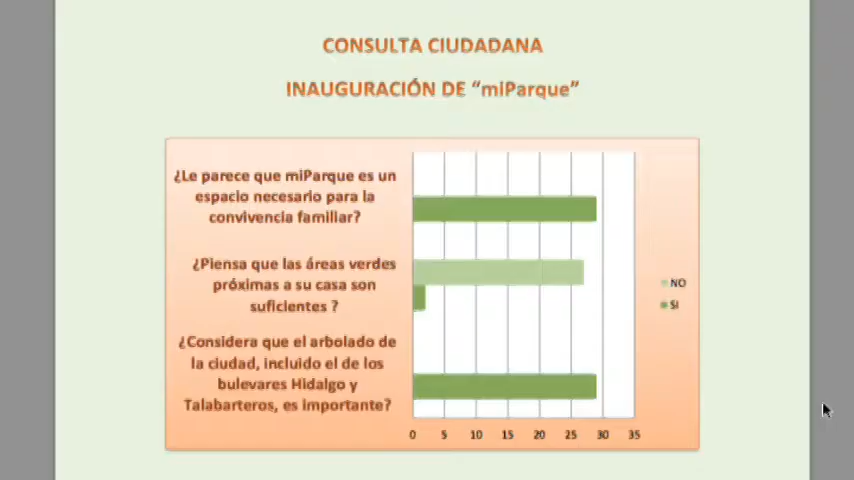 CONSULTA CIUDADANA
INAUGURACIÓN DE “miParque”
¿Le parece que miParque es un
espacio necesario para la
convivencia familiar?
¿Piensa que las áreas verdes
próximas a su casa son
suficientes ?
¿Considera que el arbolado de
la ciudad, incluido el de los
bulevares Hidalgo y
Talabarteros, es importante?
NO
SI
0 5 10 15 20 25 30 35